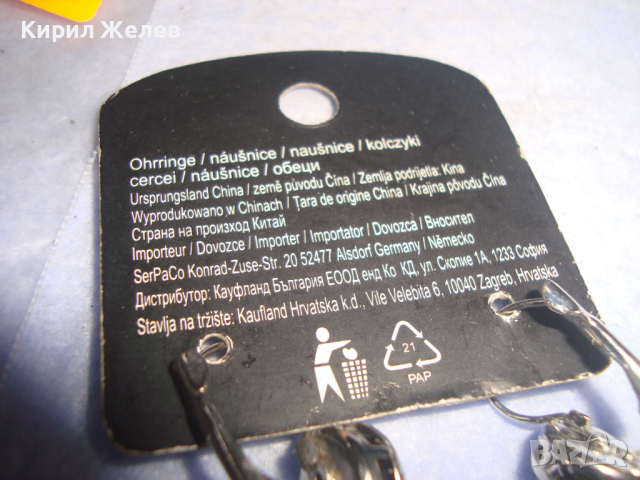 Кирил Желев
Ohrringe / náušnice / naušnice / kolczyki
cercei / náušnice / обеци
Ursprungsland China / země původu Čína / Zemlja podrijetla: Kina
Wyprodukowano w Chinach / Țara de origine China / Krajina pôvodu Čína
Страна на произход Китай
Importeur / Dovozce / Importer / Importator / Dovozca / Вносител
SerPaCo Konrad-Zuse-Str. 20 52477 Alsdorf Germany / Německo
Дистрибутор: Кауфланд България ЕООД енд Ко КД, ул. Скопие 1А, 1233 София
Stavlja na tržište: Kaufland Hrvatska k.d., Vile Velebita 6, 10040 Zagreb, Hrvatska
21
PAP
BAZAR